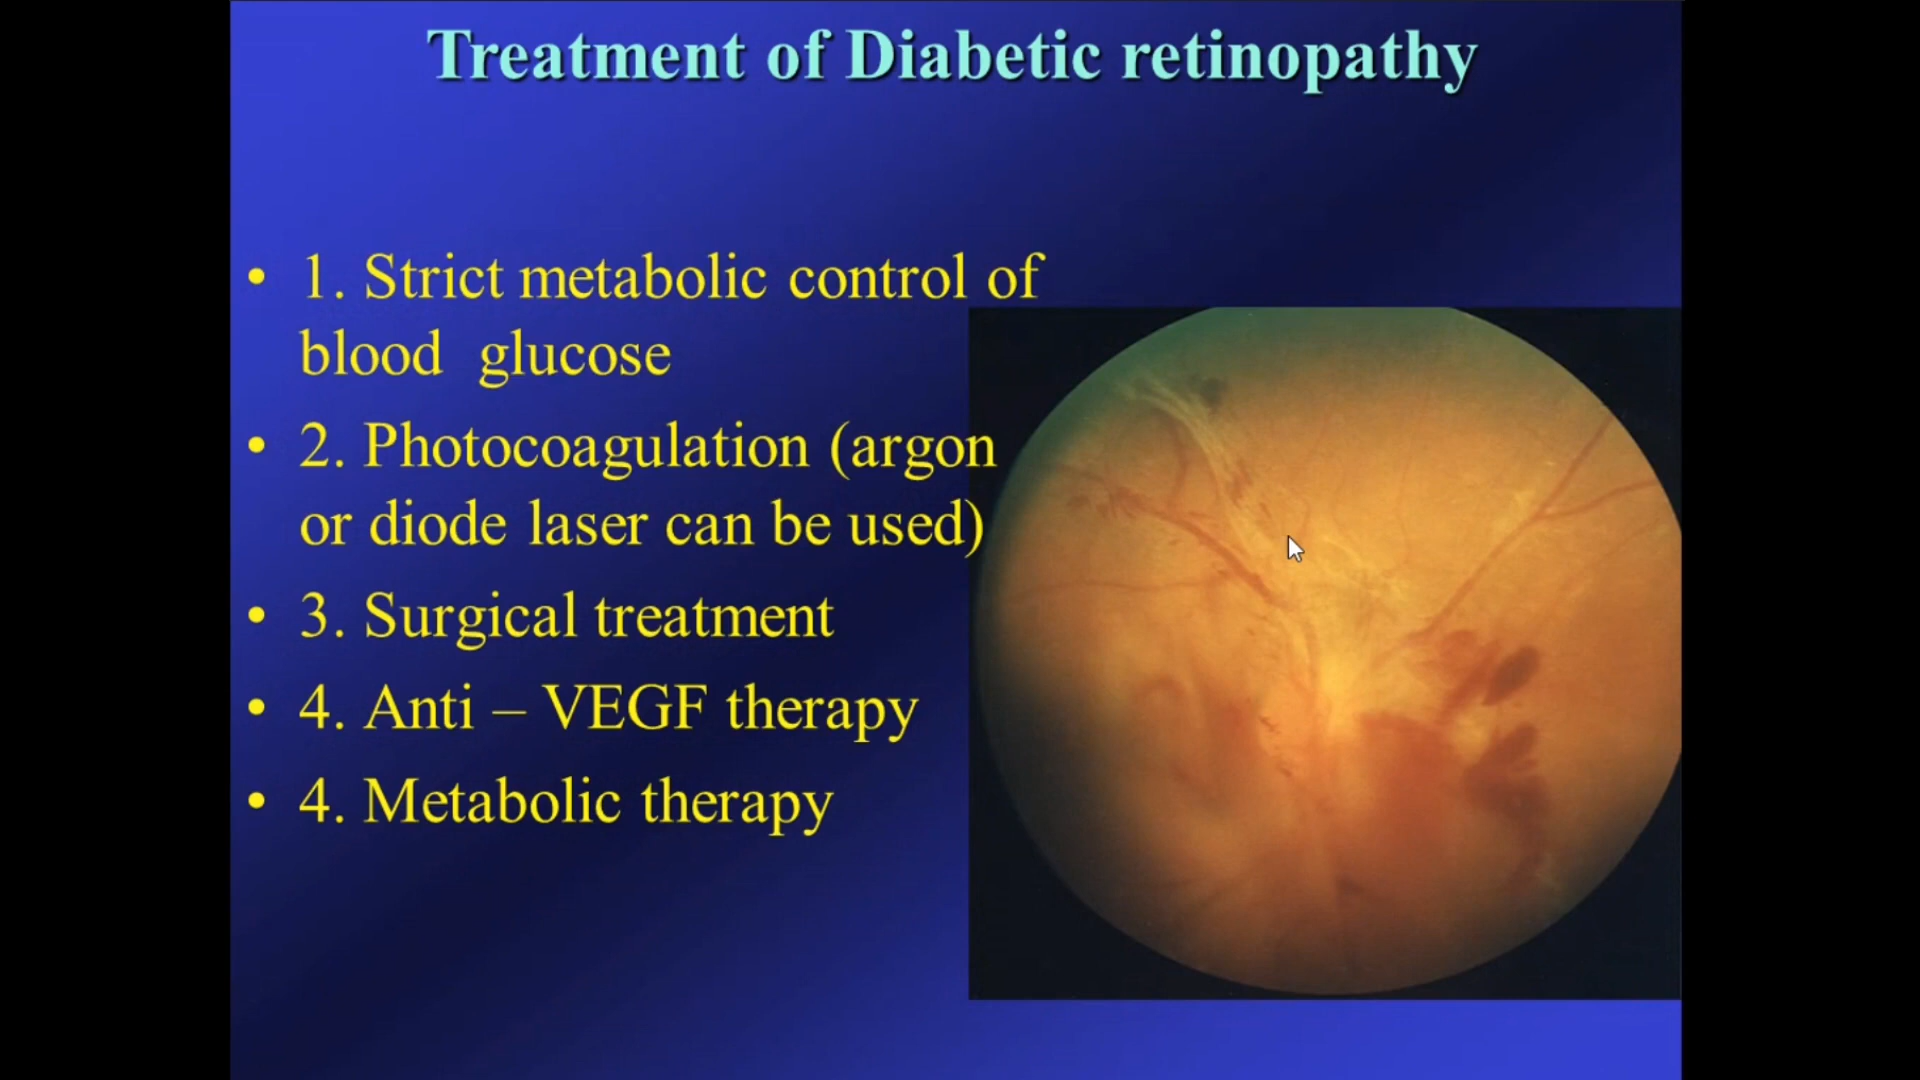 Treatment of Diabetic retinopathy
• 1. Strict metabolic control of
blood glucose
• 2. Photocoagulation (argon
or diode laser can be used)
• 3. Surgical treatment
• 4. Anti – VEGF therapy
• 4. Metabolic therapy